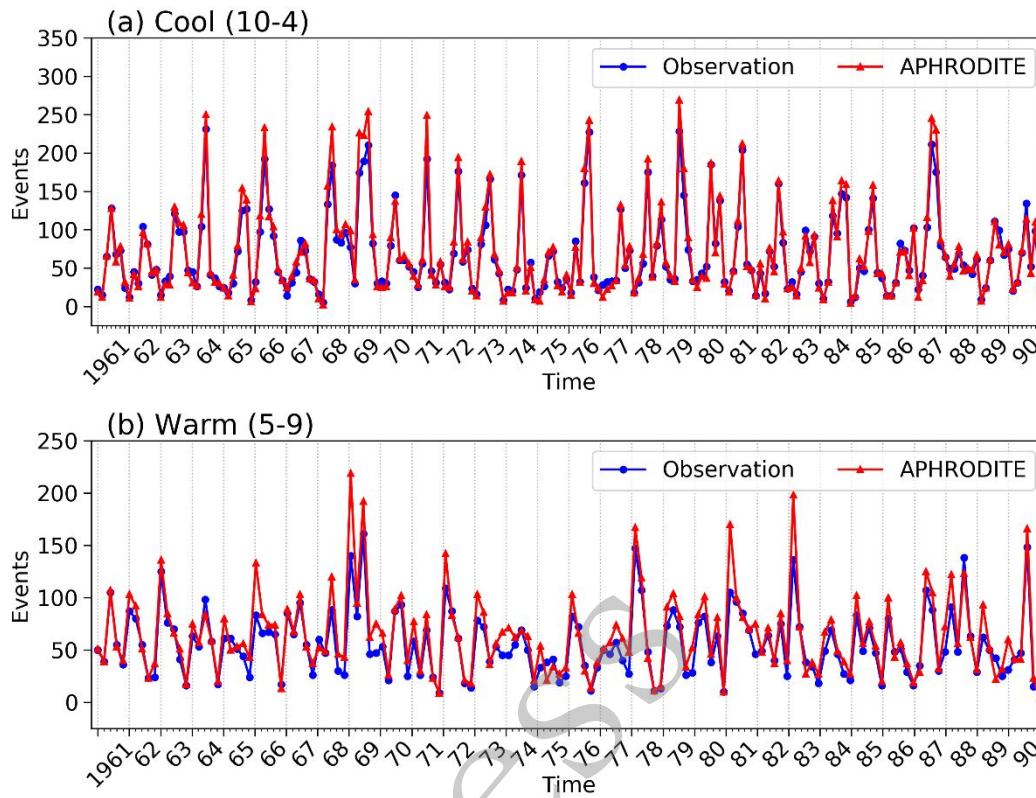 (a) Cool (10-4)
350
300
250
200
150
100
50
0
Events
Observation APHRODITE
1961 62 63 64 65 66 67 68 69 70 71 72 73 74 75 76 77 78 79 80 81 82 83 84 85 86 87 88 89 90
Time
(b) Warm (5-9)
250
200
150
100
50
0
Events
Observation APHRODITE
1961 62 63 64 65 66 67 68 69 70 71 72 73 74 75 76 77 78 79 80 81 82 83 84 85 86 87 88 89 90
Time
ess